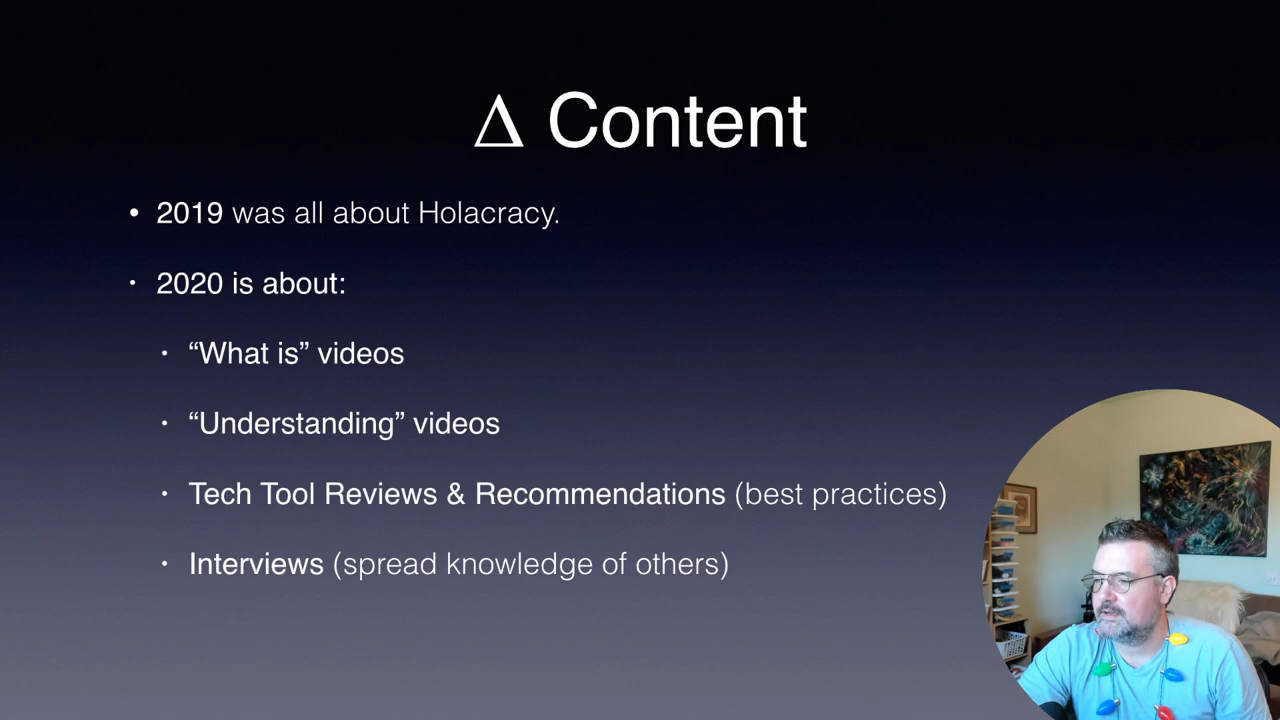 Δ Content
• 2019 was all about Holacracy.
• 2020 is about:
• “What is” videos
• “Understanding” videos
• Tech Tool Reviews & Recommendations (best practices)
• Interviews (spread knowledge of others)